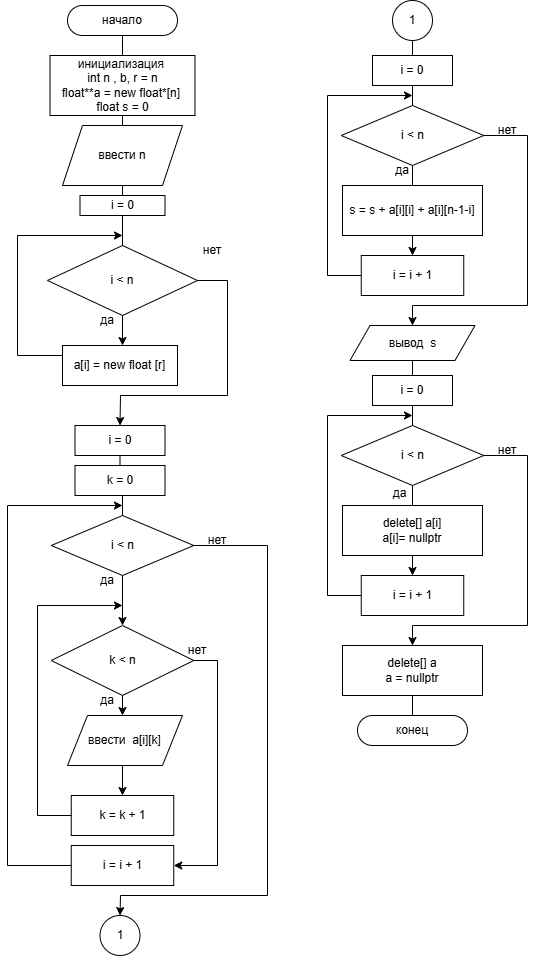 начало
инициализация
int n , b, r = n
float**a = new float*[n]
float s = 0
ввести n
i = 0
i < n
нет
да
a[i] = new float [r]
i = 0
k = 0
i < n
нет
да
k < n
нет
да
ввести  a[i][k]
k = k + 1
i = i + 1
1
1
i = 0
i < n
нет
да
s = s + a[i][i] + a[i][n-1-i]
i = i + 1
вывод  s
i = 0
i < n
нет
да
delete[] a[i]
a[i]= nullptr
i = i + 1
delete[] a
a = nullptr
конец